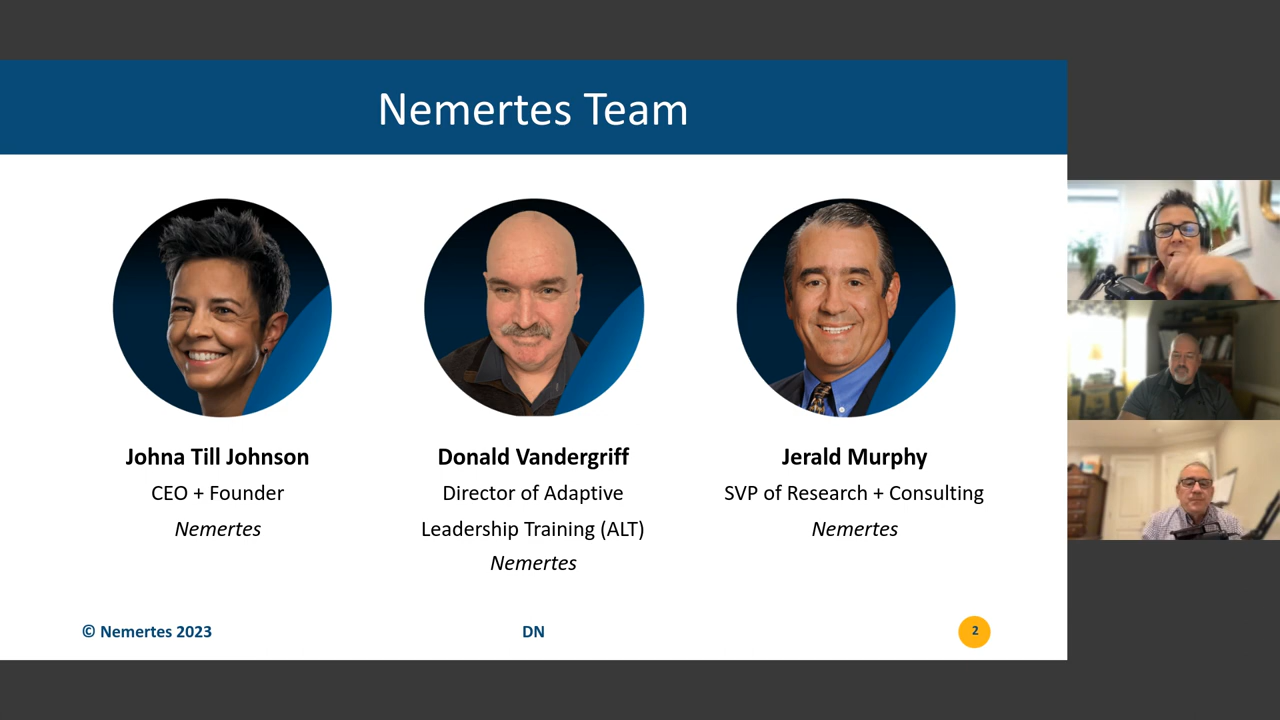 Nemertes Team
Johna Till Johnson
CEO + Founder
Nemertes
Donald Vandergriff
Director of Adaptive
Leadership Training (ALT)
Nemertes
Jerald Murphy
SVP of Research + Consulting
Nemertes
© Nemertes 2023
DN
2